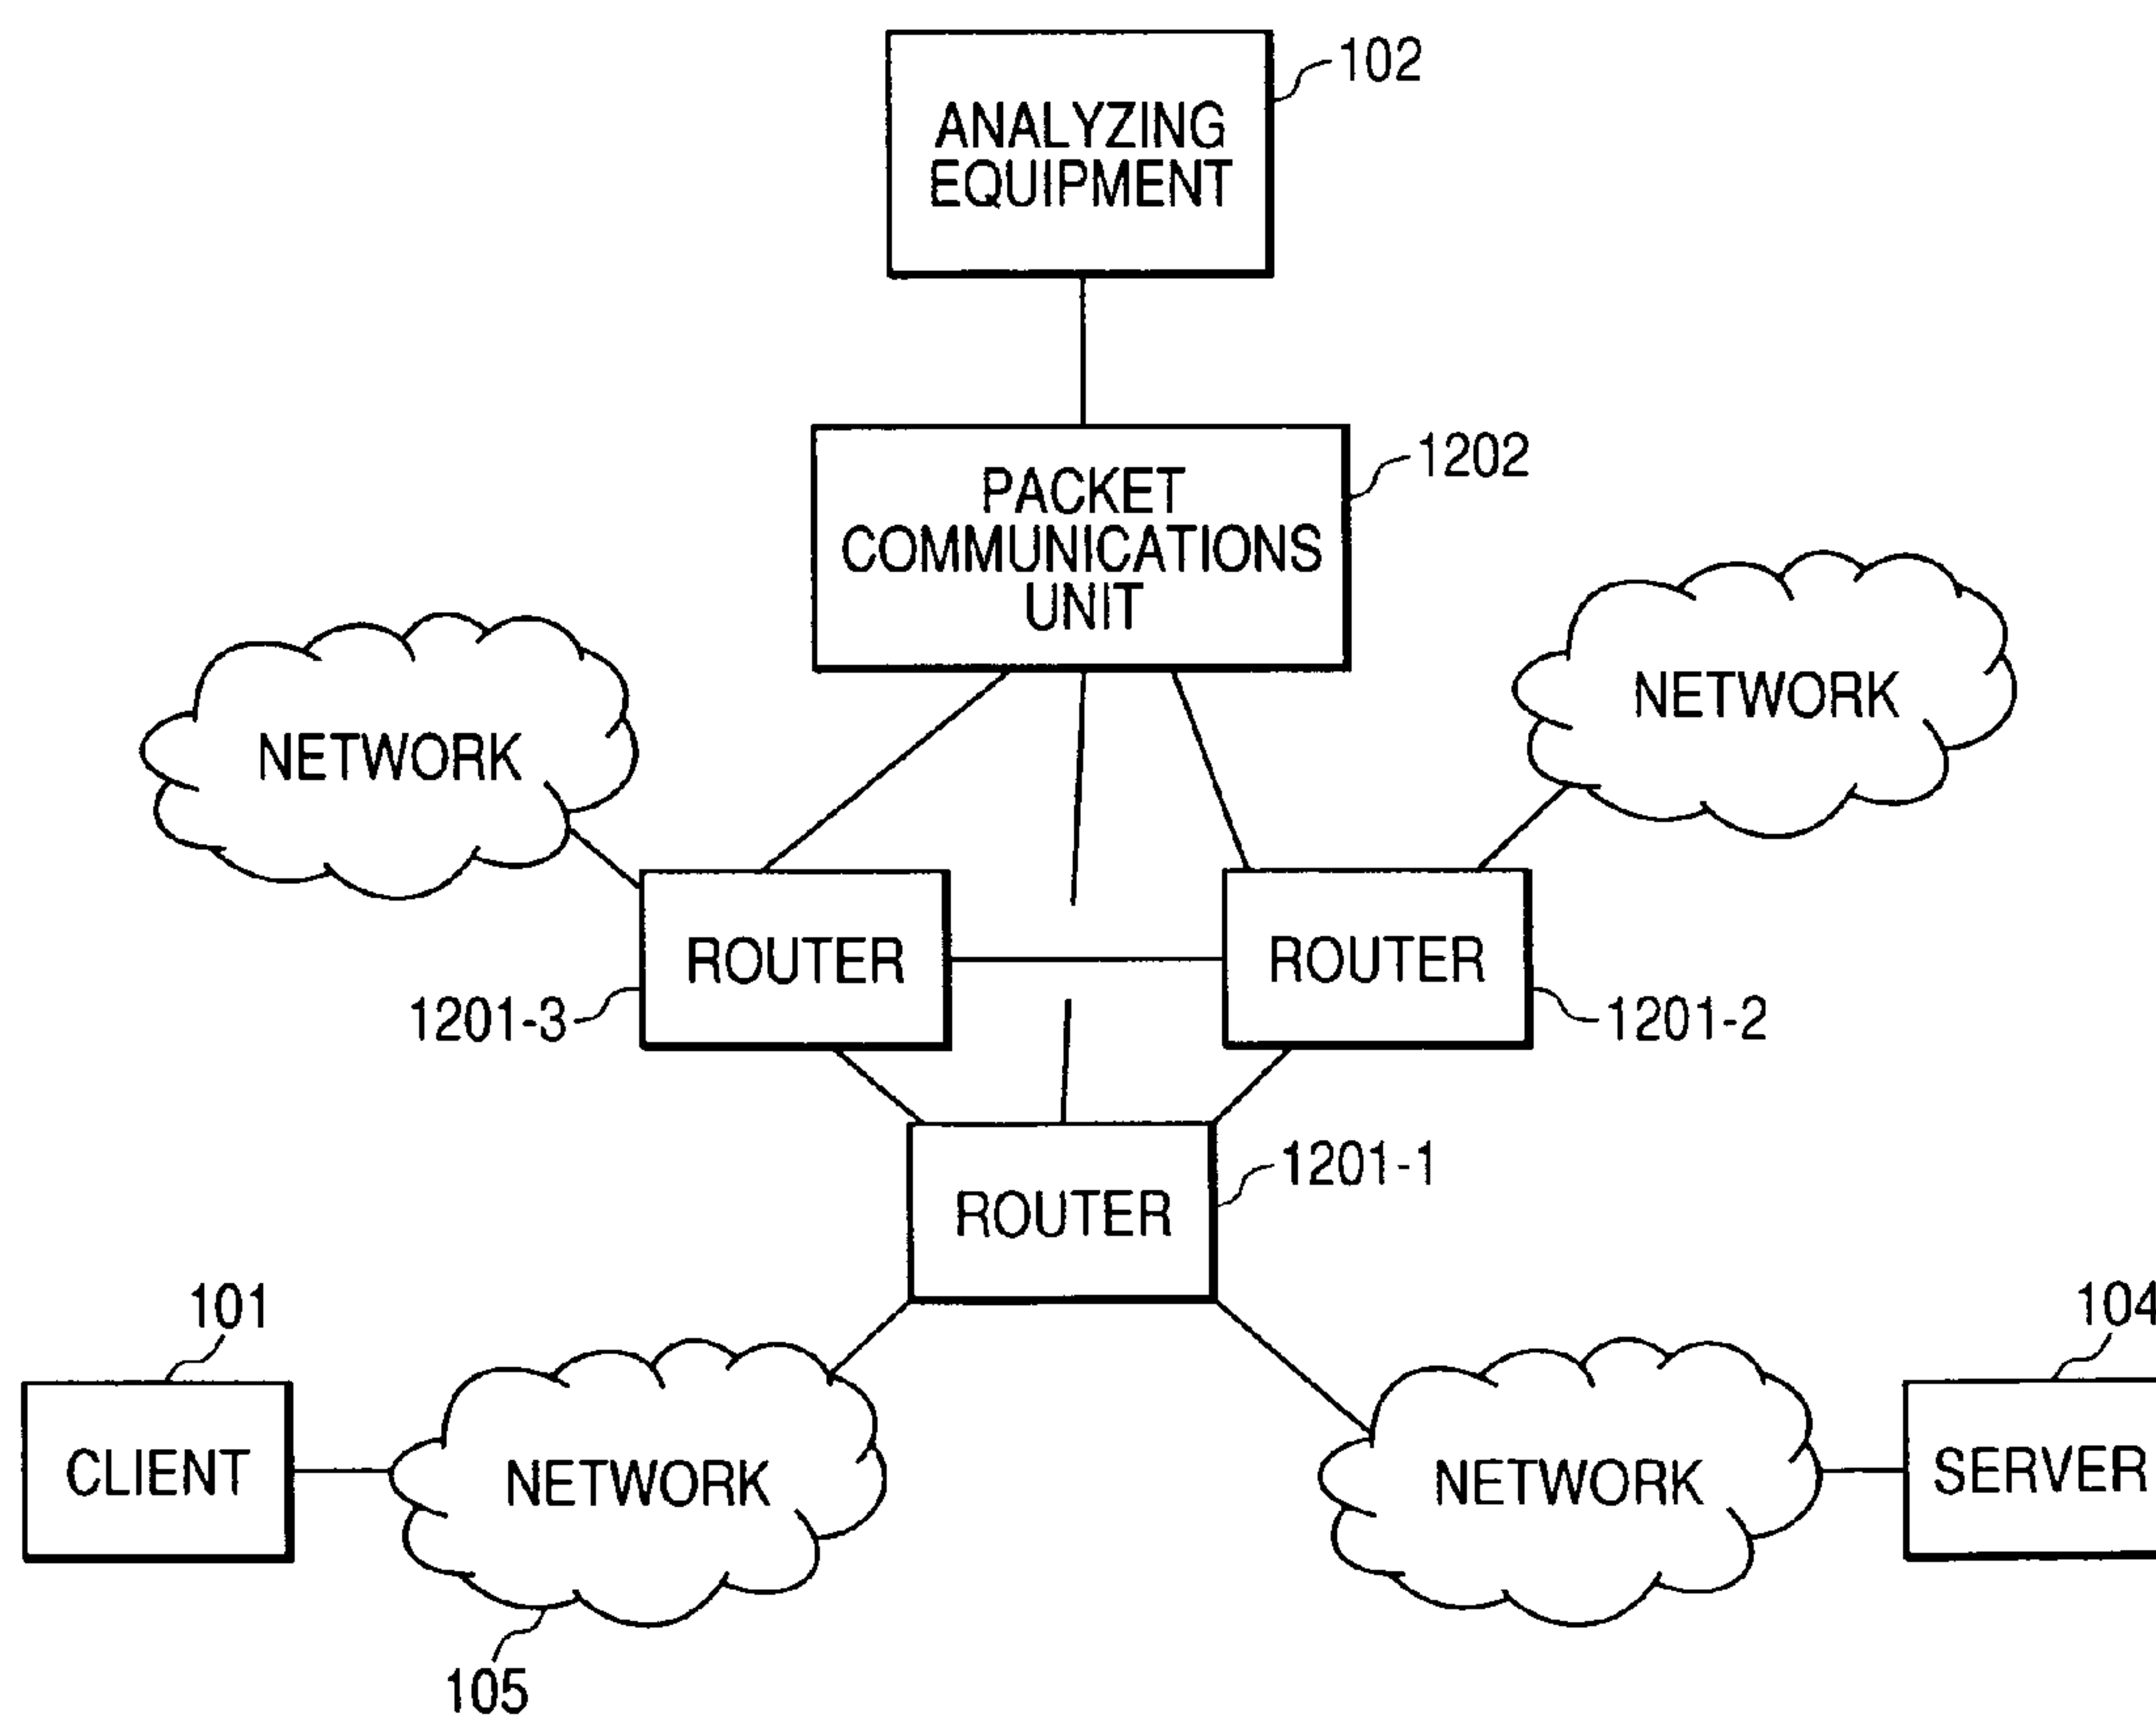 102
ANALYZING
EQUIPMENT
1202
PACKET
COMMUNICATIONS
UNIT
NETWORK
NETWORK
ROUTER
ROUTER
1201-3
1201-2
1201-1
ROUTER
101
104
CLIENT
NETWORK
NETWORK
SERVER
105